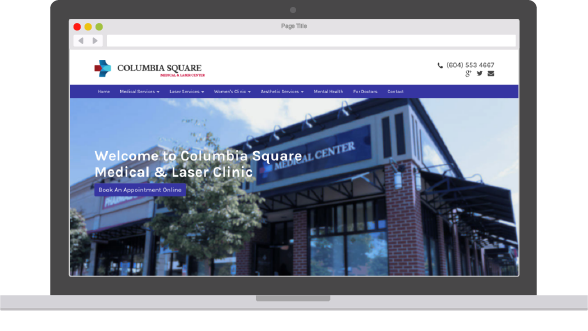 Page Title
COLUMBIA SQUARE
MEDICAL & LASER CENTER
(604) 553 4667
Home Medical Services Laser Services Women's Clinic Aesthetic Services Mental Health For Doctors Contact
MEDICAL CENTER
Welcome to Columbia Square
Medical & Laser Clinic
Book An Appointment Online